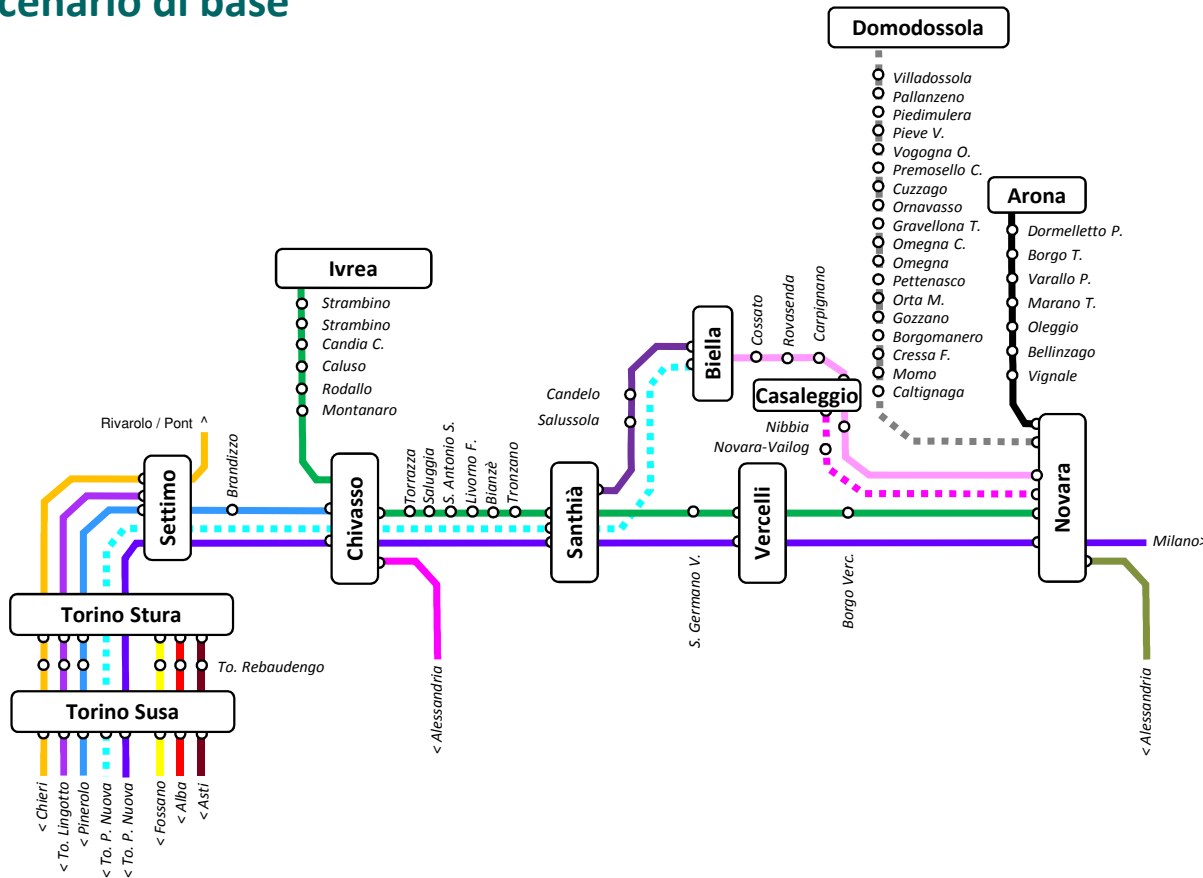 cenario di base
Domodossola
Villadossola
Pallanzeno
Piedimulera
Pieve V.
Vogogna O.
Premosello C.
Cuzzago
Ornavasso
Gravellona T.
Omegna C.
Omegna
Pettenasco
Orta M.
Gozzano
Borgomanero
Cressa F.
Momo
Caltignaga
Arona
Dormelletto P.
Borgo T.
Varallo P.
Marano T.
Oleggio
Bellinzago
Vignale
Ivrea
Strambino
Strambino
Candia C.
Caluso
Rodallo
Montanaro
Rivarolo / Pont ^
Brandizzo
Settimo
Chivasso
Torrazza
Saluggia
S. Antonio S.
Livorno F.
Bianzè
Tronzano
Candelo
Salussola
Santhià
Biella
Cossato
Rovasenda
Carpignano
Casaleggio
Nibbia
Novara-Vailog
Vercelli
S. Germano V.
Borgo Verc.
Novara
Milano>
< Alessandria
< Alessandria
Torino Stura
To. Rebaudengo
Torino Susa
< Chieri
< To. Lingotto
< Pinerolo
< To. P. Nuova
< To. P. Nuova
< Fossano
< Alba
< Asti